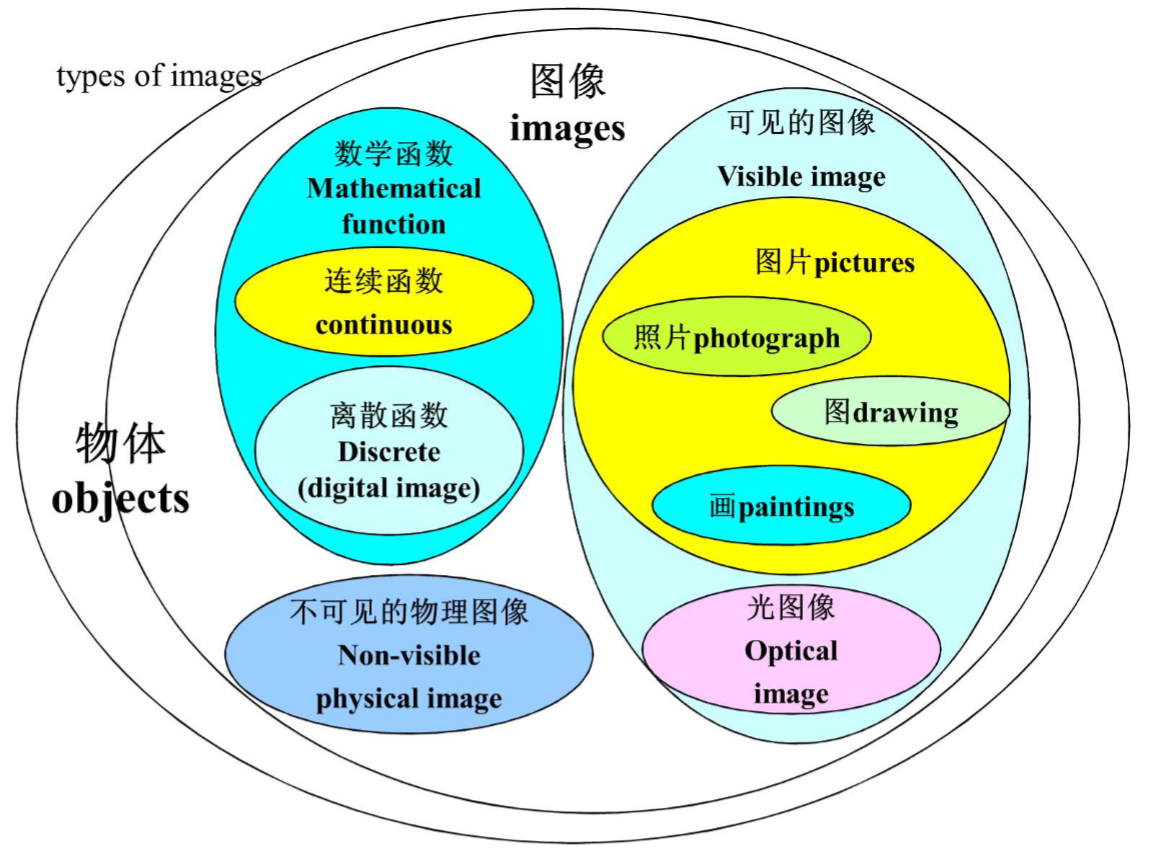 types of images
图像
images
数学函数
Mathematical
function
连续函数
continuous
离散函数
Discrete
(digital image)
不可见的物理图像
Non-visible
physical image
可见的图像
Visible image
图片pictures
照片photograph
图drawing
画paintings
光图像
Optical
image
物体
objects